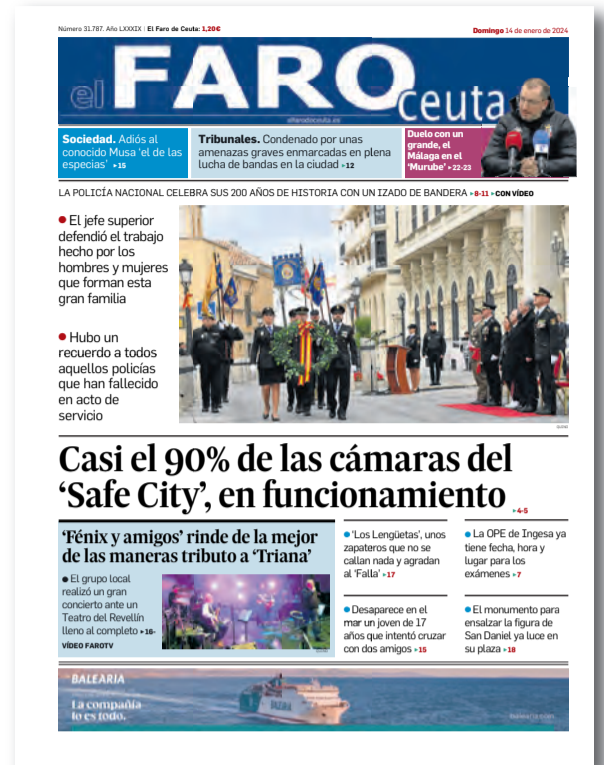 Número 31.787. Año LXXXIX | El Faro de Ceuta: 1,20€
Domingo 14 de enero de 2024
el FARO ceuta
elfarodeceuta.es
Sociedad. Adiós al
conocido Musa 'el de las
especias' ▸15
Tribunales. Condenado por unas
amenazas graves enmarcadas en plena
lucha de bandas en la ciudad ▸12
Duelo con un
grande, el
Málaga en el
'Murube' ▸22-23
LA POLICÍA NACIONAL CELEBRA SUS 200 AÑOS DE HISTORIA CON UN IZADO DE BANDERA ▸8-11 ▸CON VÍDEO
● El jefe superior
defendió el trabajo
hecho por los
hombres y mujeres
que forman esta
gran familia
● Hubo un
recuerdo a todos
aquellos policías
que han fallecido
en acto de
servicio
Casi el 90% de las cámaras del
'Safe City', en funcionamiento ▸4-5
'Fénix y amigos' rinde de la mejor
de las maneras tributo a 'Triana'
● El grupo local
realizó un gran
concierto ante un
Teatro del Revellín
lleno al completo ▸16-
VÍDEO FAROTV
● 'Los Lengüetas', unos
zapateros que no se
callan nada y agradan
al 'Falla' ▸17
● La OPE de Ingesa ya
tiene fecha, hora y
lugar para los
exámenes ▸7
● Desaparece en el
mar un joven de 17
años que intentó cruzar
con dos amigos ▸15
● El monumento para
ensalzar la figura de
San Daniel ya luce en
su plaza ▸18
BALEARIA
La compañía
lo es todo.
BALEARIA